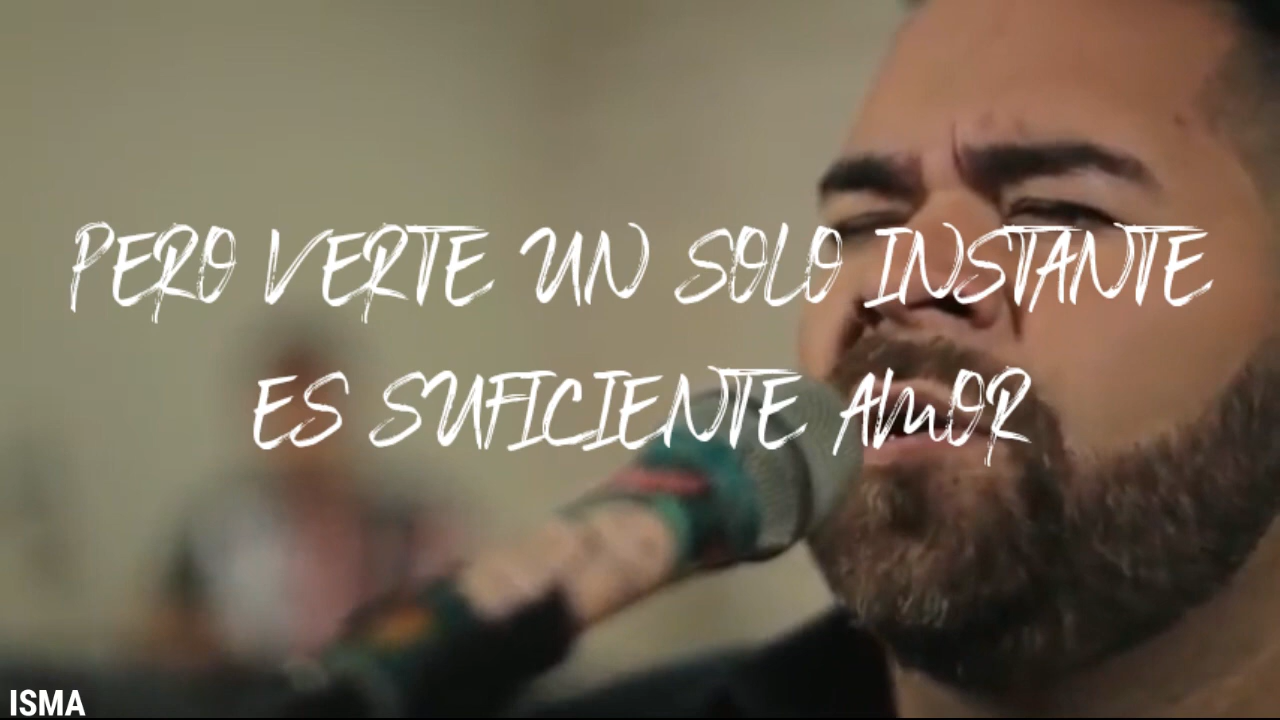 PERO VERTE UN SOLO INSTANTE
ES SUFICIENTE AMOR
ISMA